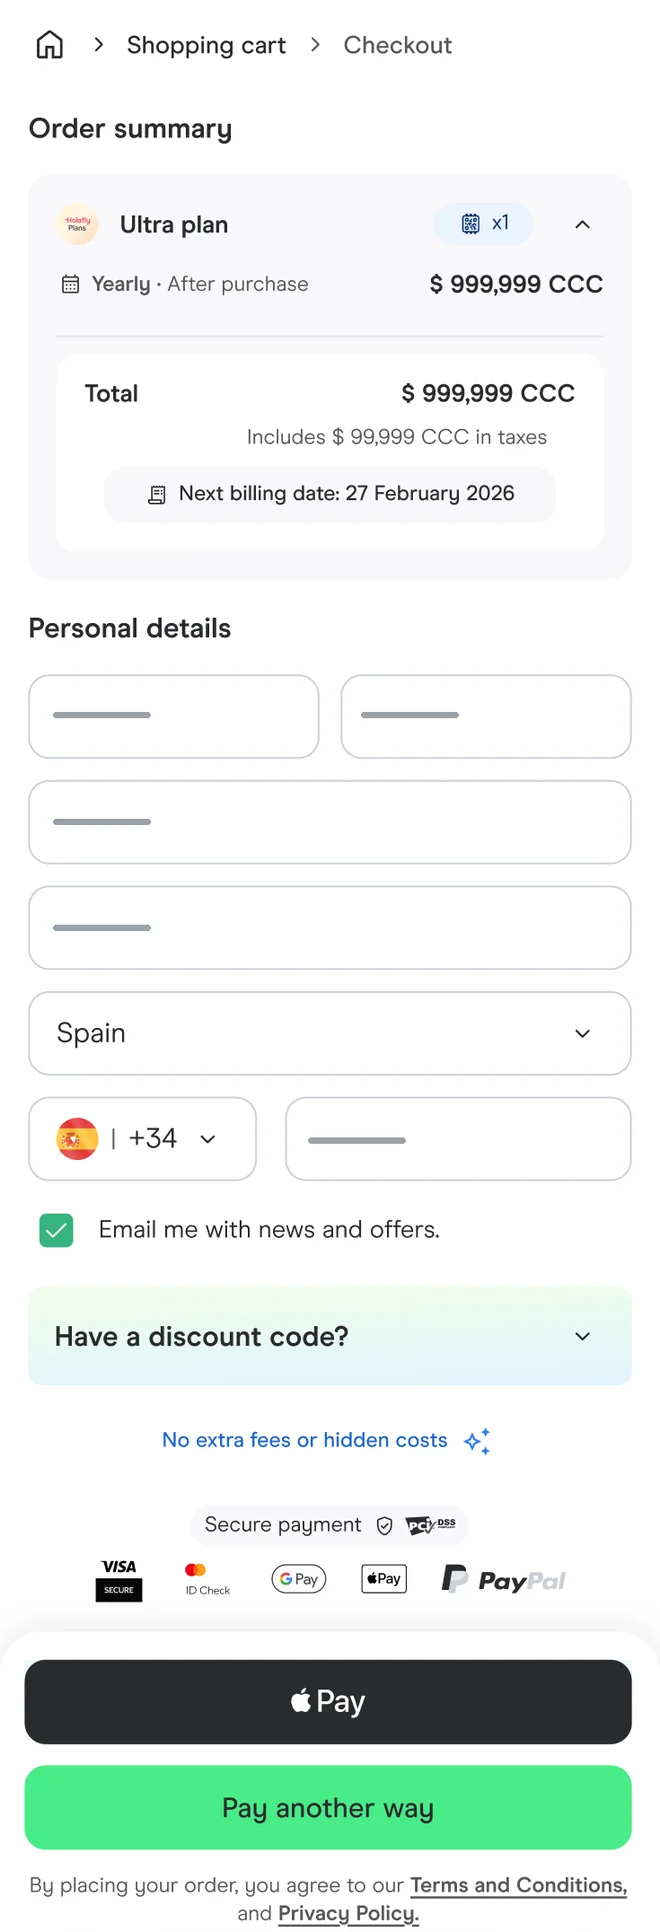 Shopping cart > Checkout
Order summary
Holafly
Plans
Ultra plan
x1
Yearly · After purchase
$ 999,999 CCC
Total
$ 999,999 CCC
Includes $ 99,999 CCC in taxes
Next billing date: 27 February 2026
Personal details
Spain
| +34
Email me with news and offers.
Have a discount code?
No extra fees or hidden costs
Secure payment
PCI DSS
VISA
SECURE
ID Check
G Pay
Pay
PayPal
Pay
Pay another way
By placing your order, you agree to our Terms and Conditions,
and Privacy Policy.